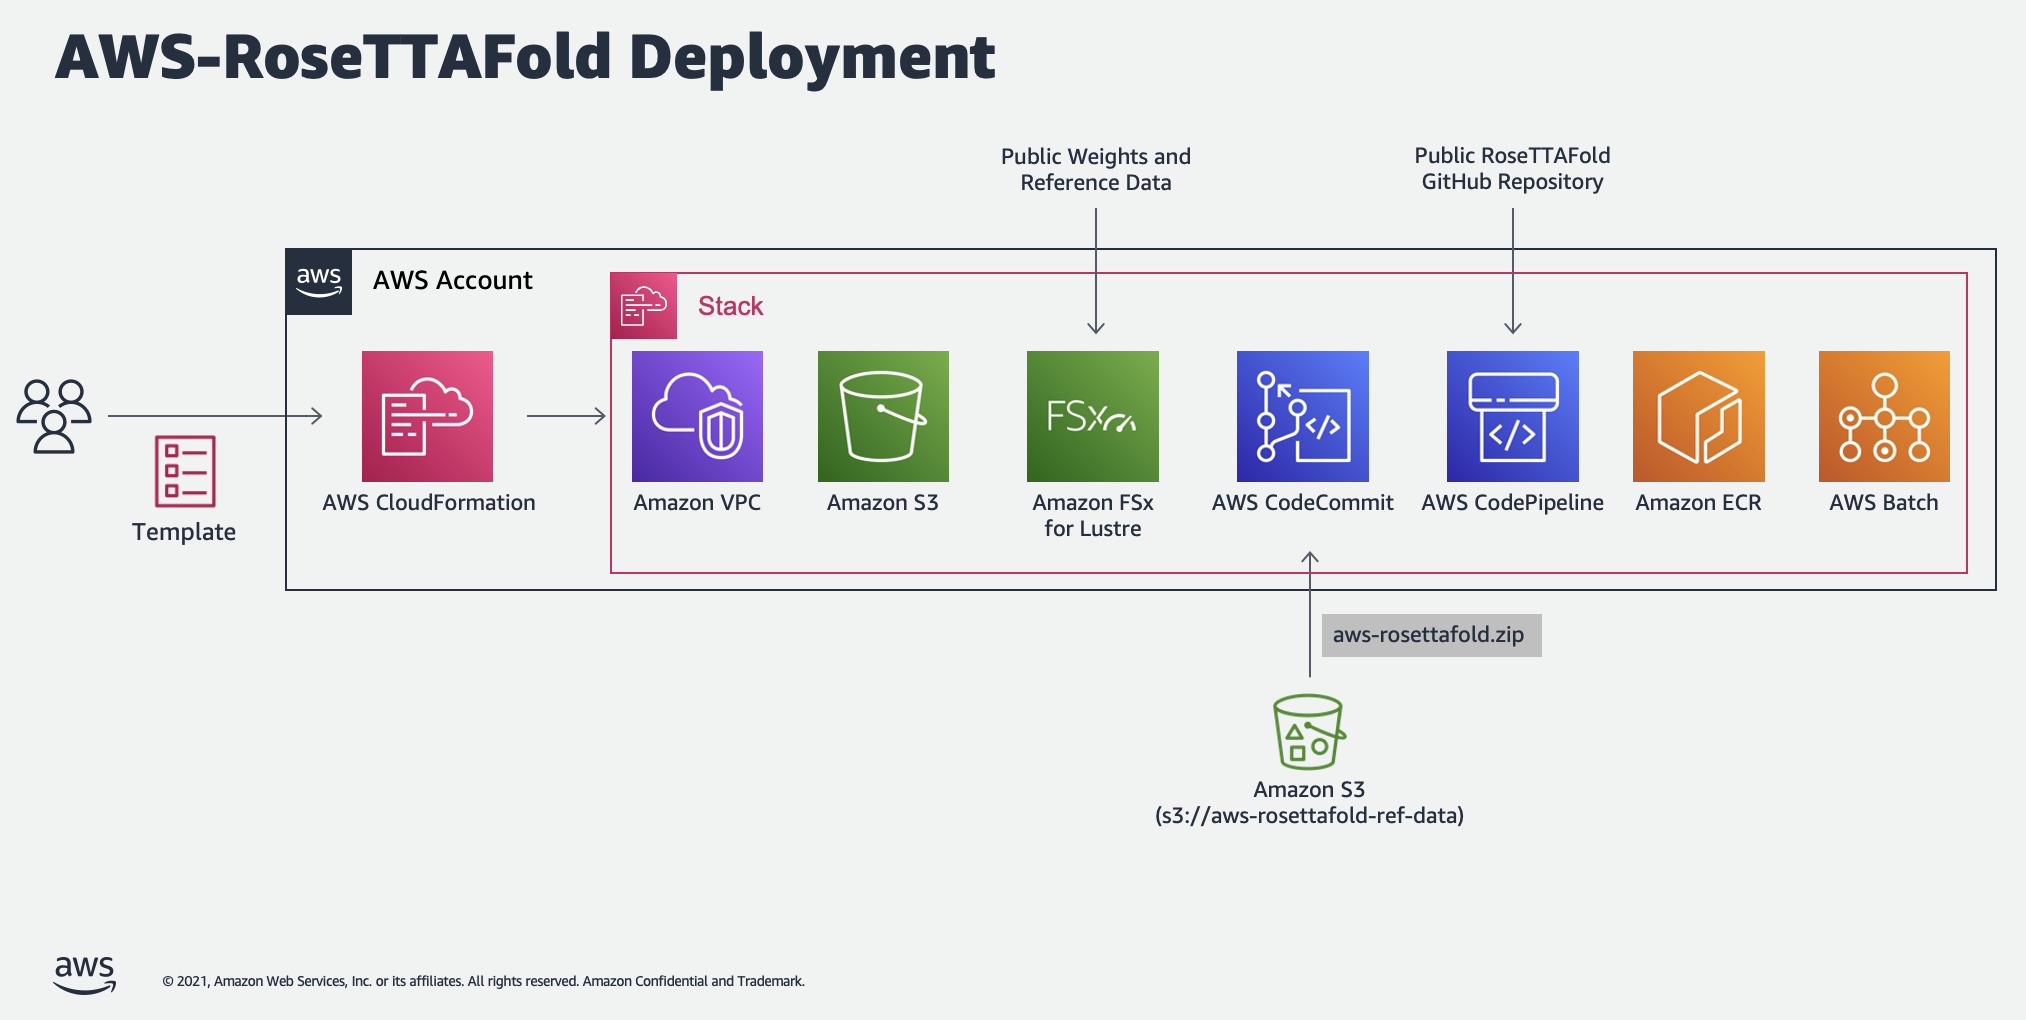 AWS-RoseTTAFold Deployment
Public Weights and
Reference Data
Public RoseTTAFold
GitHub Repository
aws
AWS Account
Stack
Template
AWS CloudFormation
Amazon VPC
Amazon S3
FSx
Amazon FSx
for Lustre
</>
AWS CodeCommit
</>
AWS CodePipeline
Amazon ECR
AWS Batch
aws-rosettafold.zip
Amazon S3
(s3://aws-rosettafold-ref-data)
aws
© 2021, Amazon Web Services, Inc. or its affiliates. All rights reserved. Amazon Confidential and Trademark.